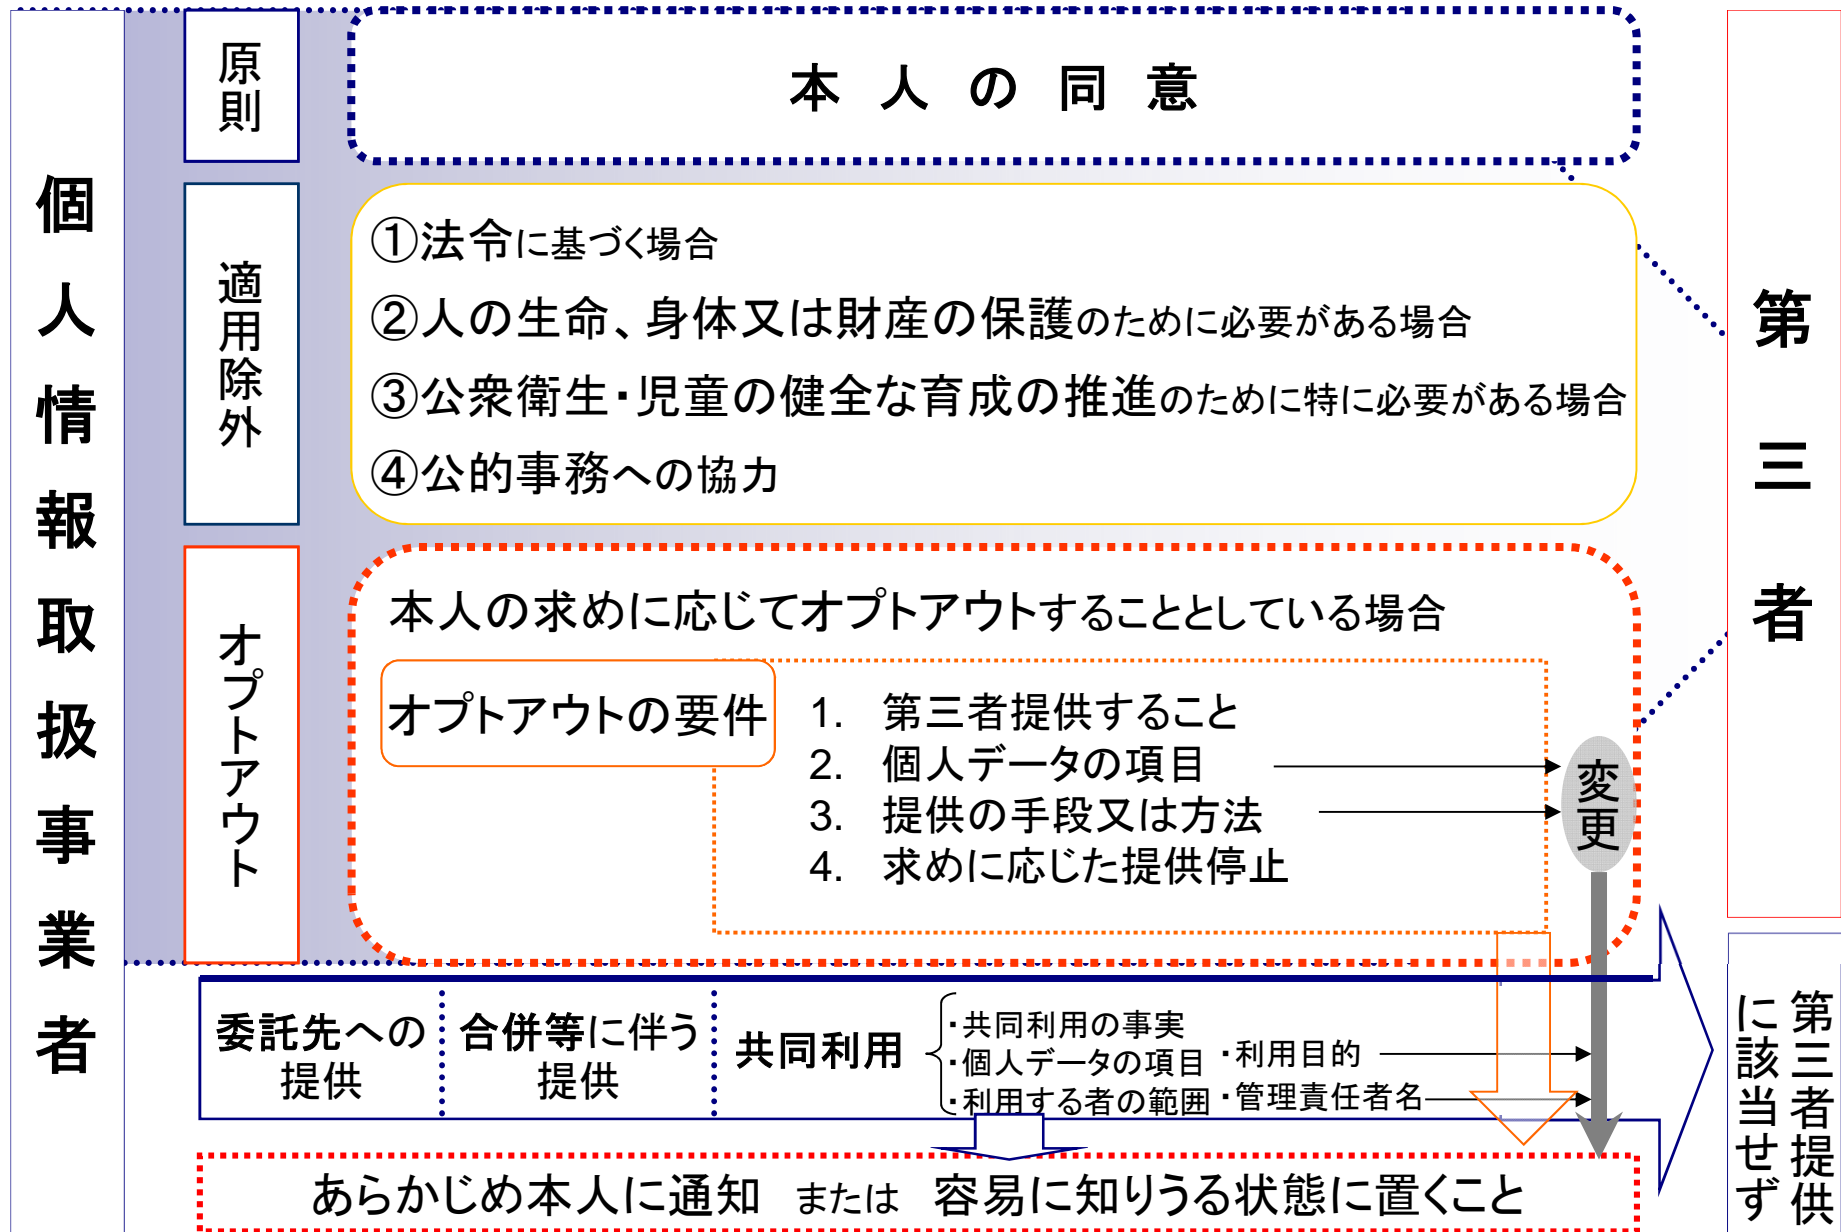 個人情報取扱事業者
原則
本人の同意
適用除外
①法令に基づく場合
②人の生命、身体又は財産の保護のために必要がある場合
③公衆衛生・児童の健全な育成の推進のために特に必要がある場合
④公的事務への協力
オプトアウト
本人の求めに応じてオプトアウトすることとしている場合
オプトアウトの要件
1. 第三者提供すること
2. 個人データの項目
3. 提供の手段又は方法
4. 求めに応じた提供停止
変更
第三者
委託先への
提供
合併等に伴う
提供
共同利用
・共同利用の事実
・個人データの項目
・利用する者の範囲
・利用目的
・管理責任者名
第三者提供
に該当せず
あらかじめ本人に通知 または 容易に知りうる状態に置くこと